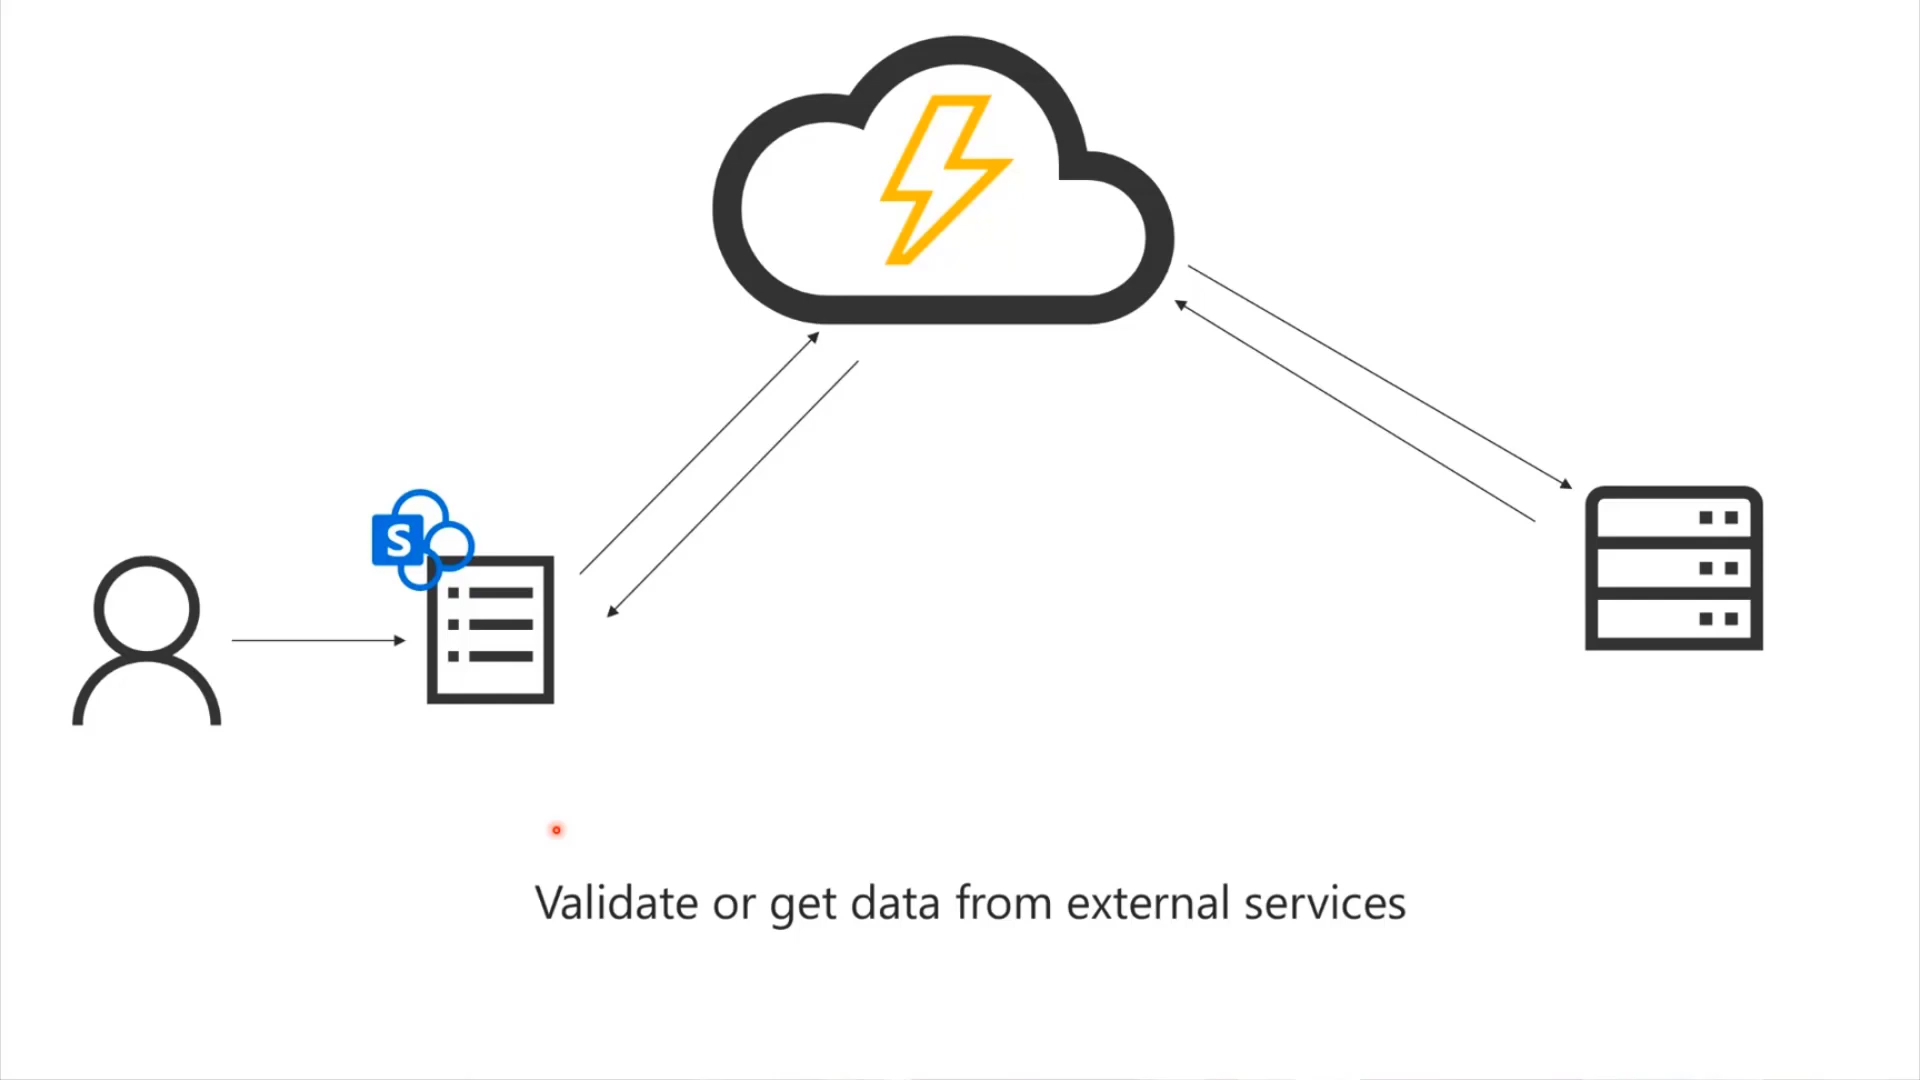 S
Validate or get data from external services